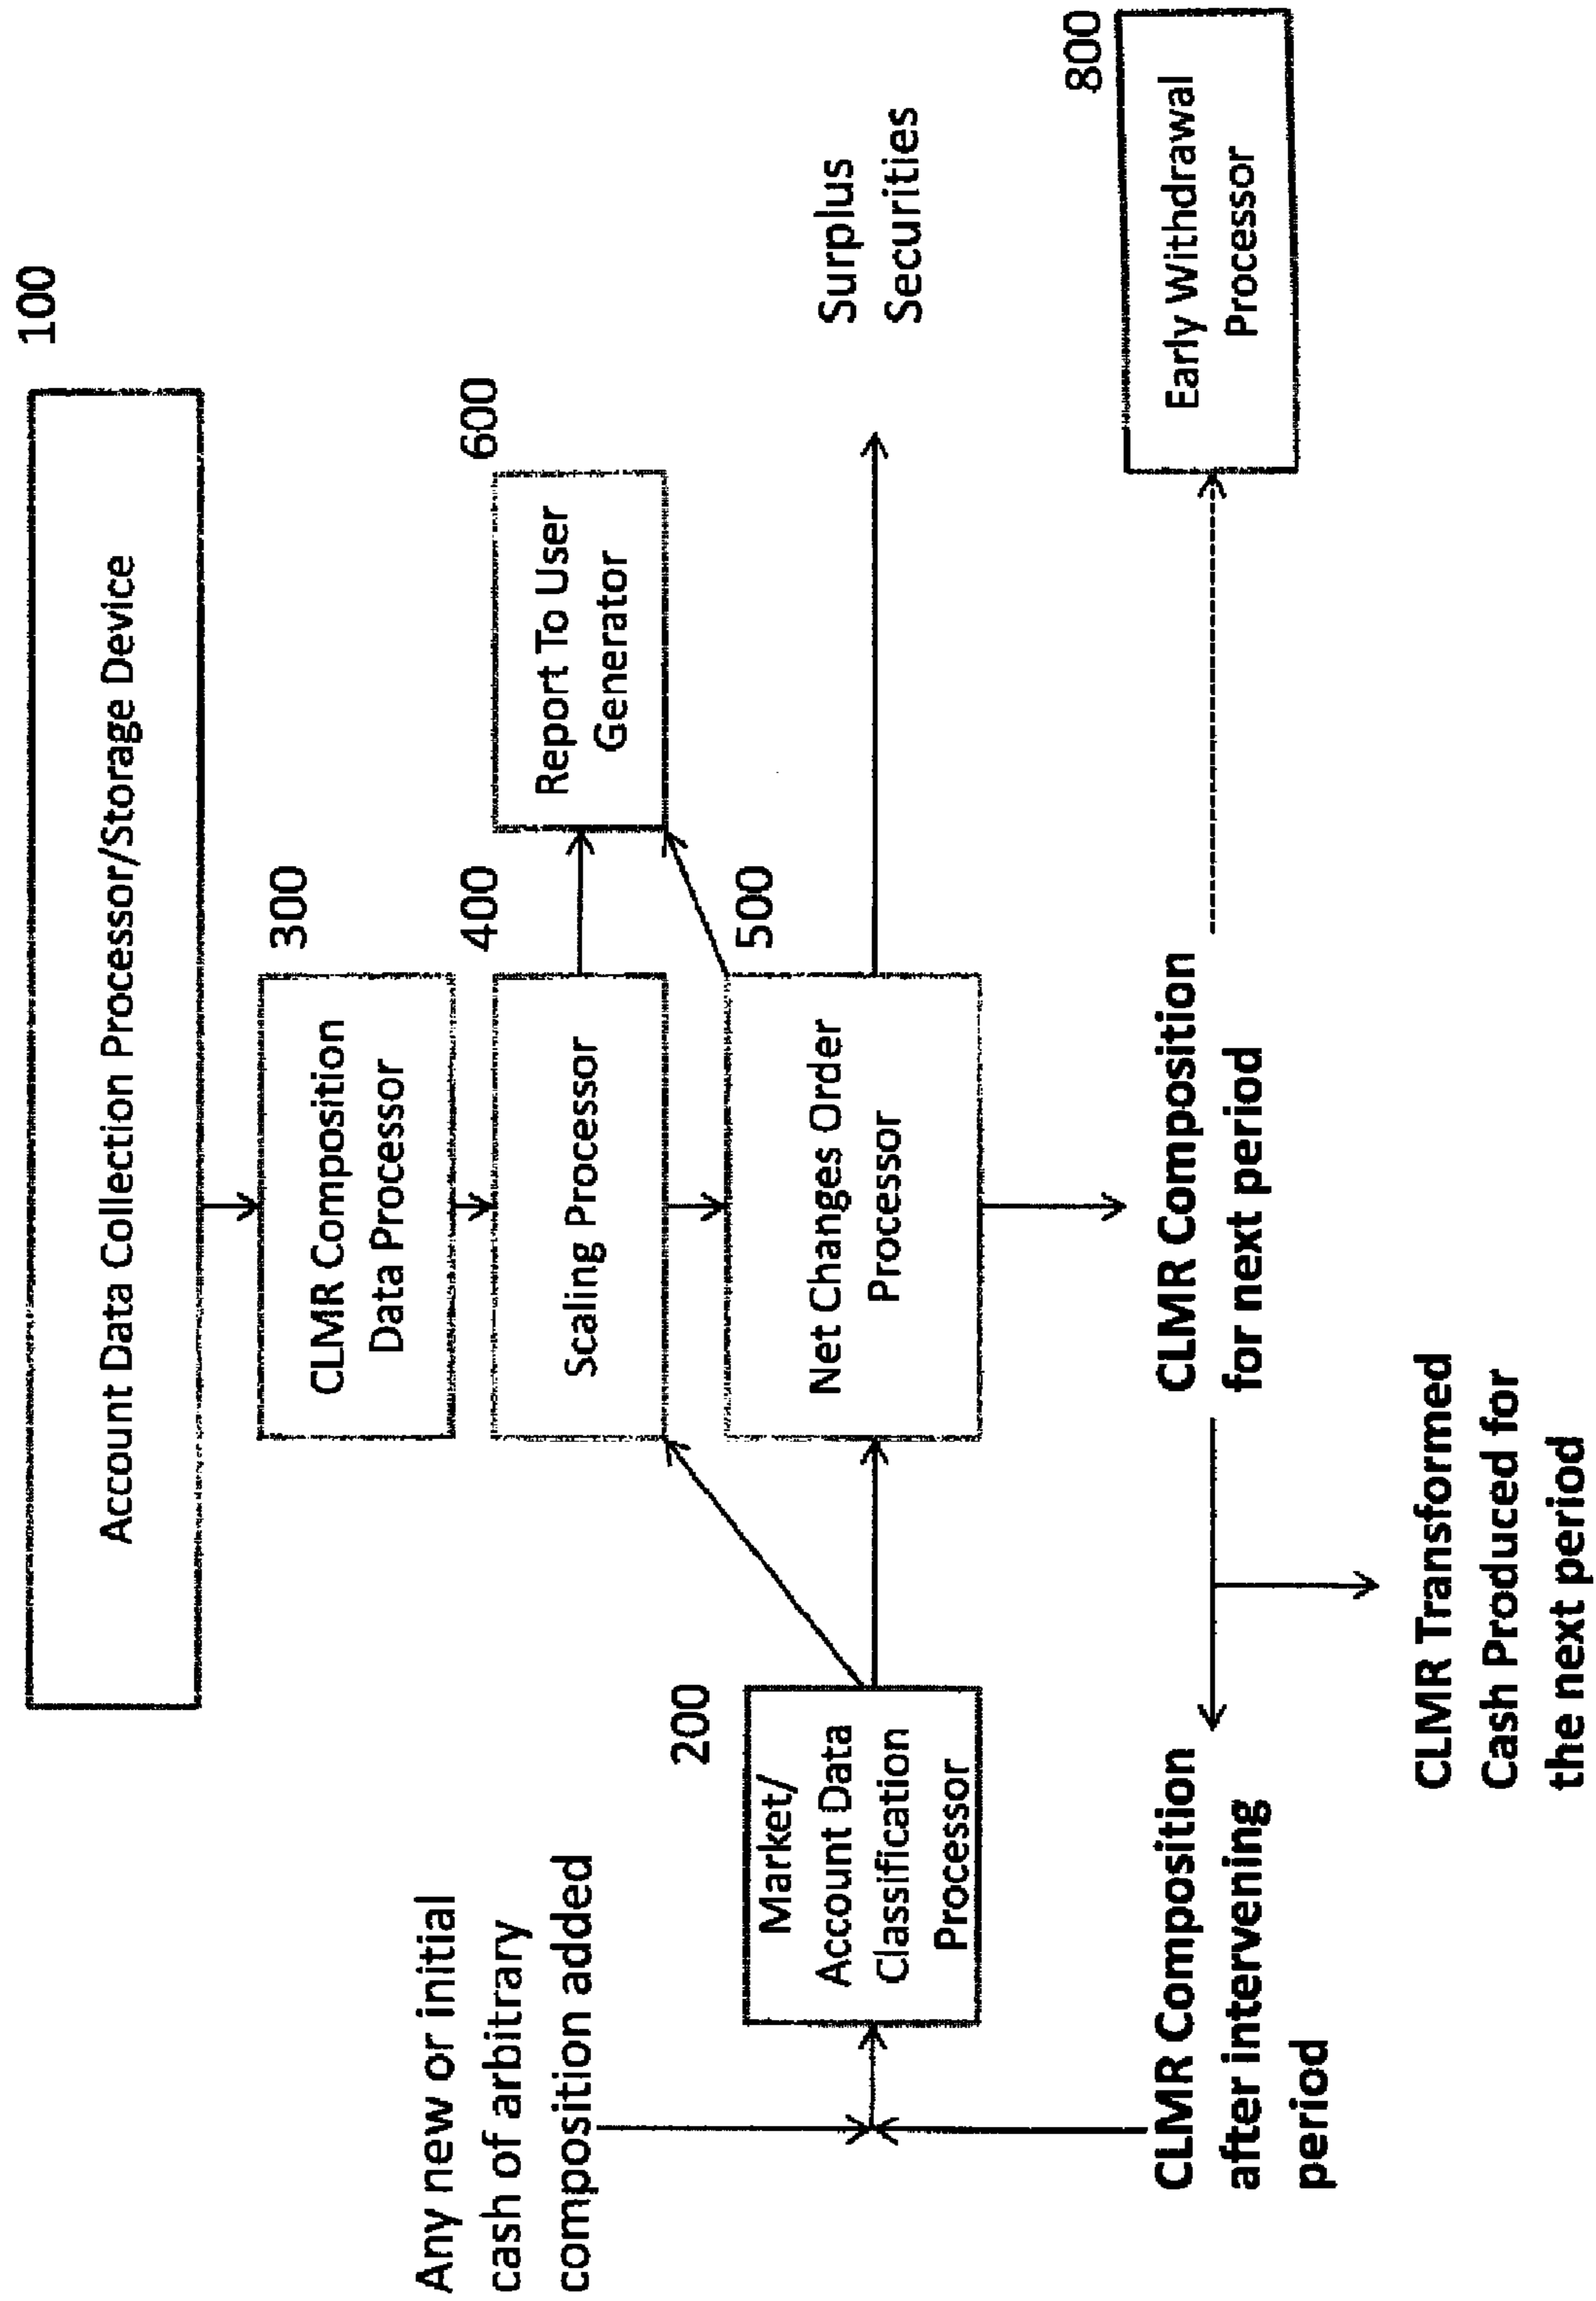 100
Account Data Collection Processor/Storage Device
300
CLMR Composition
Data Processor
400
Scaling Processor
600
Report To User
Generator
Any new or initial
cash of arbitrary
composition added
200
Market/
Account Data
Classification
Processor
500
Net Changes Order
Processor
Surplus
Securities
CLMR Composition
after intervening
period
CLMR Composition
for next period
800
Early Withdrawal
Processor
CLMR Transformed
Cash Produced for
the next period